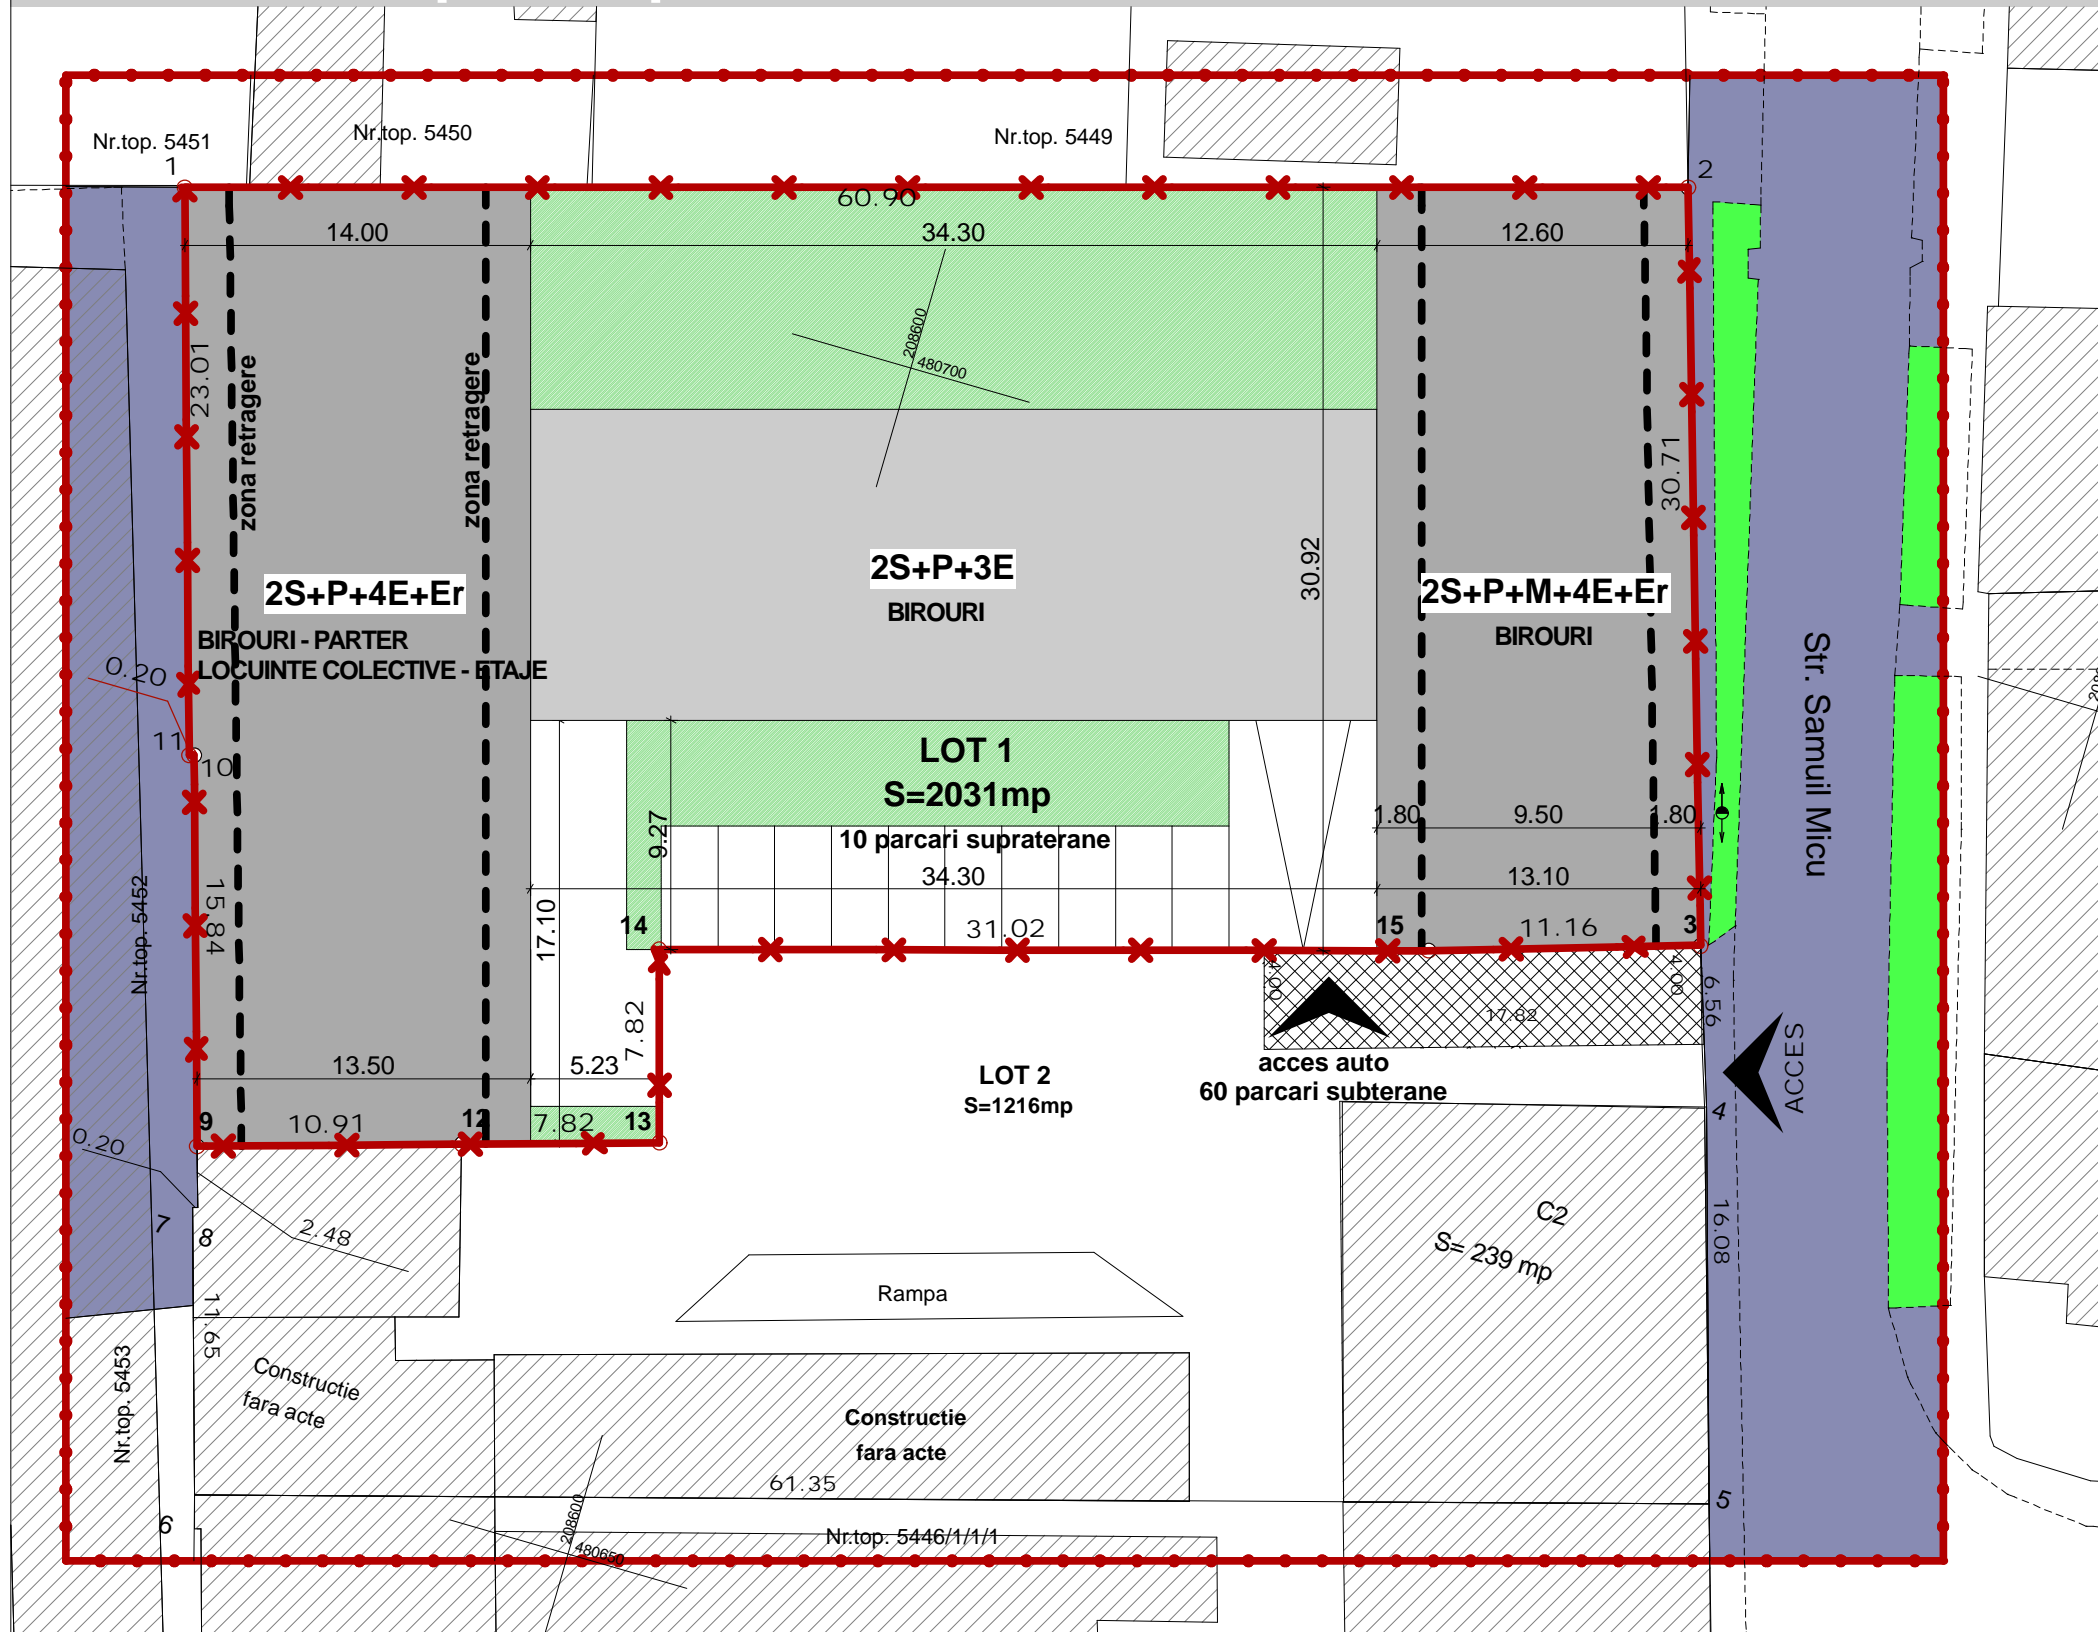 Nr.top. 5451
Nr.top. 5450
Nr.top. 5449
1
2
60.90
14.00
34.30
12.60
23.01
zona retragere
zona retragere
208600
480700
30.71
30.92
2S+P+4E+Er
BIROURI - PARTER
LOCUINTE COLECTIVE - ETAJE
2S+P+3E
BIROURI
2S+P+M+4E+Er
BIROURI
Str. Samuil Micu
0.20
11
10
LOT 1
S=2031mp
10 parcari supraterane
9.27
1.80
9.50
1.80
34.30
13.10
Nr.top. 5452
15.84
17.10
14
31.02
15
11.16
3
4.00
4.00
17.82
6.56
7.82
13.50
5.23
LOT 2
S=1216mp
acces auto
60 parcari subterane
ACCES
9
10.91
12
7.82
13
4
0.20
7
8
2.48
C2
S= 239 mp
16.08
Rampa
11.65
Nr.top. 5453
Constructie
fara acte
Constructie
fara acte
61.35
5
6
208600
480650
Nr.top. 5446/1/1/1